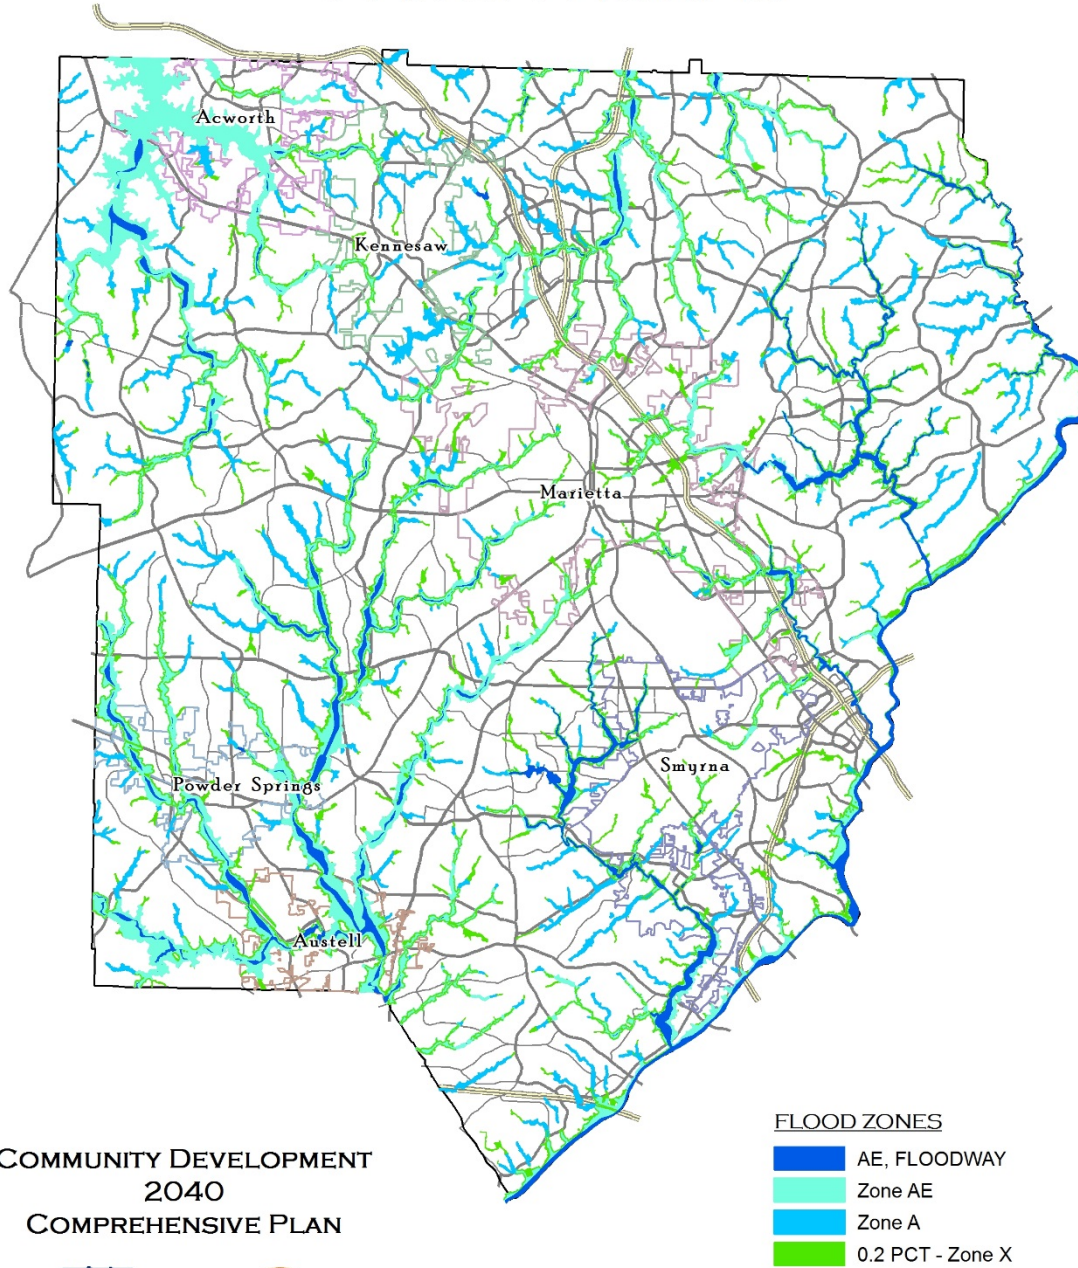 Acworth
Kennesaw
Marietta
Smyrna
Powder Springs
Austell
COMMUNITY DEVELOPMENT
2040
COMPREHENSIVE PLAN
FLOOD ZONES
AE, FLOODWAY
Zone AE
Zone A
0.2 PCT - Zone X